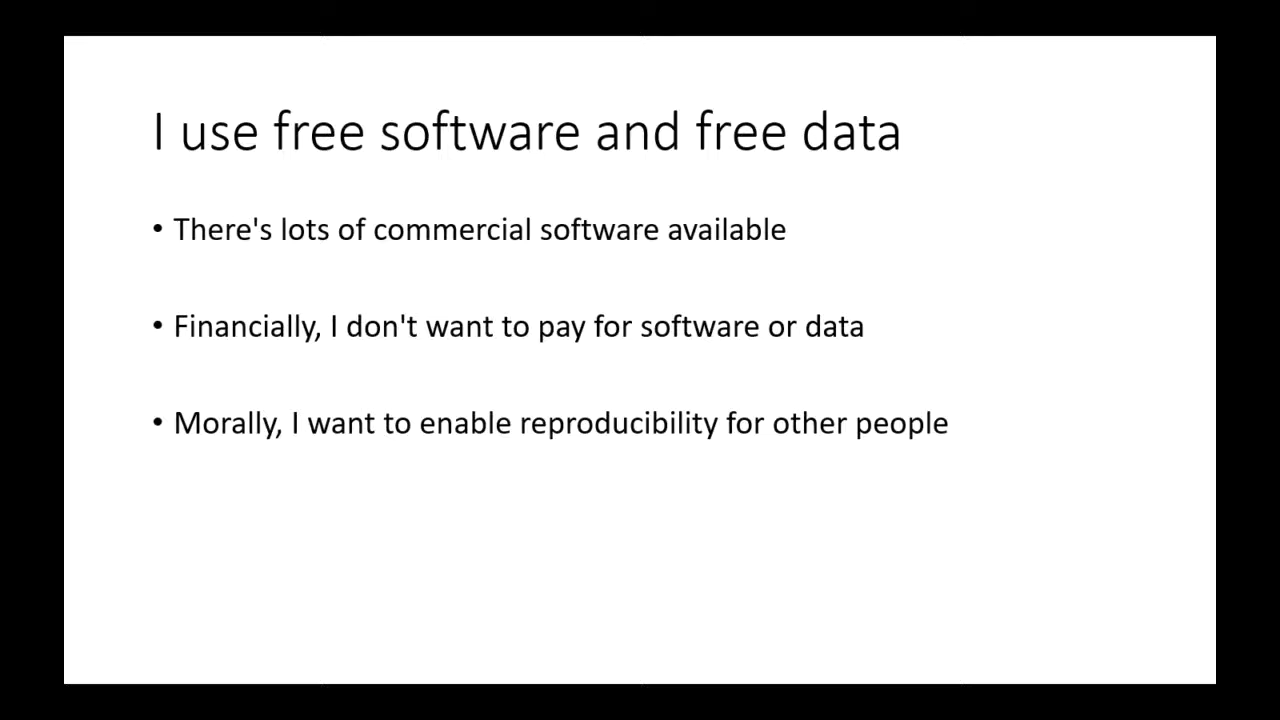 I use free software and free data
• There's lots of commercial software available
• Financially, I don't want to pay for software or data
• Morally, I want to enable reproducibility for other people